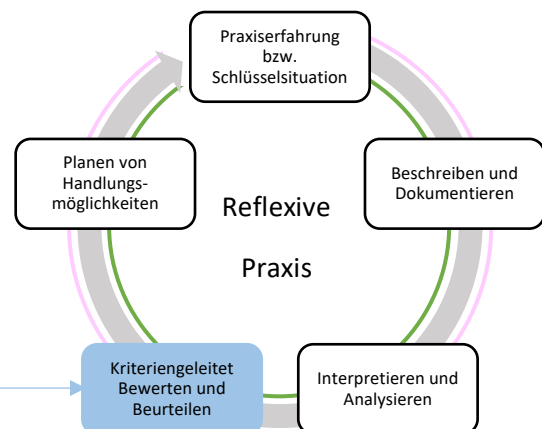 Praxiserfahrung
bzw.
Schlüsselsituation
Planen von
Handlungs-
möglichkeiten
Beschreiben und
Dokumentieren
Reflexive
Praxis
Kriteriengeleitet
Bewerten und
Beurteilen
Interpretieren und
Analysieren